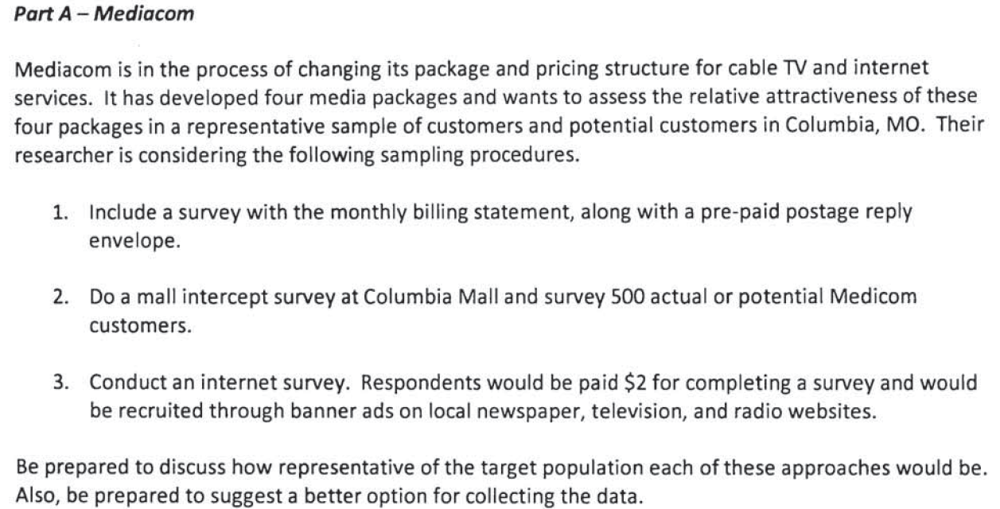 Part A – Mediacom
Mediacom is in the process of changing its package and pricing structure for cable TV and internet
services. It has developed four media packages and wants to assess the relative attractiveness of these
four packages in a representative sample of customers and potential customers in Columbia, MO. Their
researcher is considering the following sampling procedures.
1. Include a survey with the monthly billing statement, along with a pre-paid postage reply
envelope.
2. Do a mall intercept survey at Columbia Mall and survey 500 actual or potential Medicom
customers.
3. Conduct an internet survey. Respondents would be paid $2 for completing a survey and would
be recruited through banner ads on local newspaper, television, and radio websites.
Be prepared to discuss how representative of the target population each of these approaches would be.
Also, be prepared to suggest a better option for collecting the data.